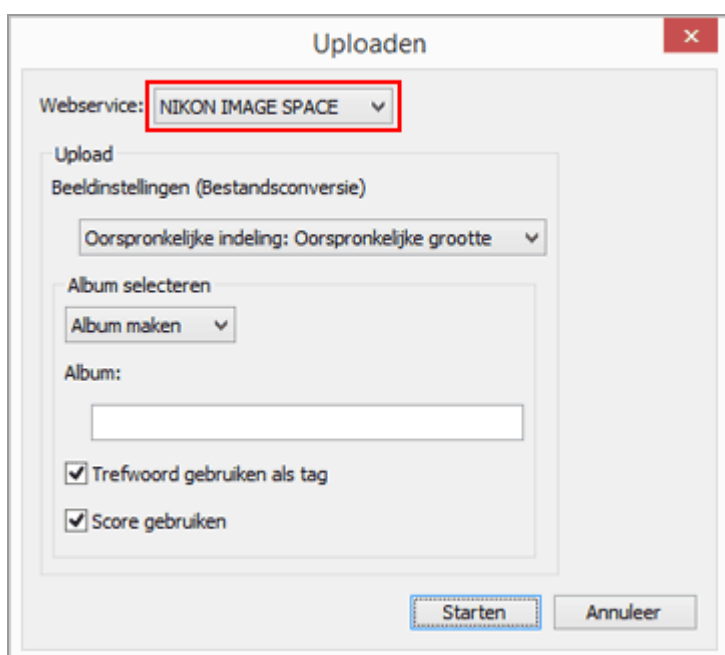 Uploaden
Webservice: NIKON IMAGE SPACE
Upload
Beeldinstellingen (Bestandsconversie)
Oorspronkelijke indeling: Oorspronkelijke grootte
Album selecteren
Album maken
Album:
Trefwoord gebruiken als tag
Score gebruiken
Starten Annuleer